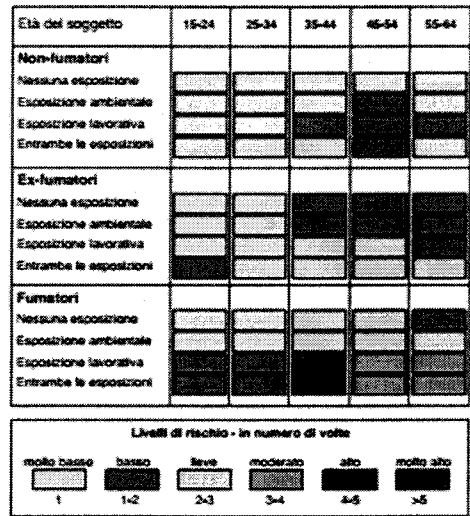 Età del soggetto 15-24 25-34 35-44 45-54 55-64
Non-fumatori
Nessuna esposizione
Esposizione ambientale
Esposizione lavorativa
Entrambe le esposizioni
Ex-fumatori
Nessuna esposizione
Esposizione ambientale
Esposizione lavorativa
Entrambe le esposizioni
Fumatori
Nessuna esposizione
Esposizione ambientale
Esposizione lavorativa
Entrambe le esposizioni
Livelli di rischio - in numero di volte
molto basso basso lieve moderato alto molto alto
1 1-2 2-3 3-4 4-5 >5